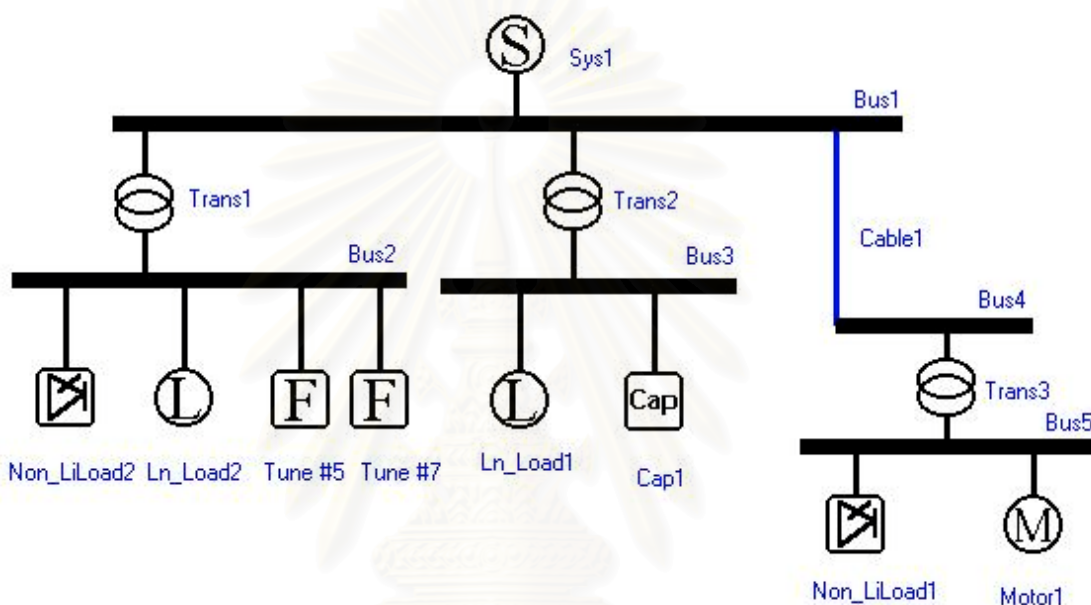 S
Sys1
Bus1
Trans1
Trans2
Cable1
Bus2
Bus3
Bus4
Trans3
Bus5
L
F
F
L
Cap
Non_LiLoad2
Ln_Load2
Tune #5
Tune #7
Ln_Load1
Cap1
M
Non_LiLoad1
Motor1